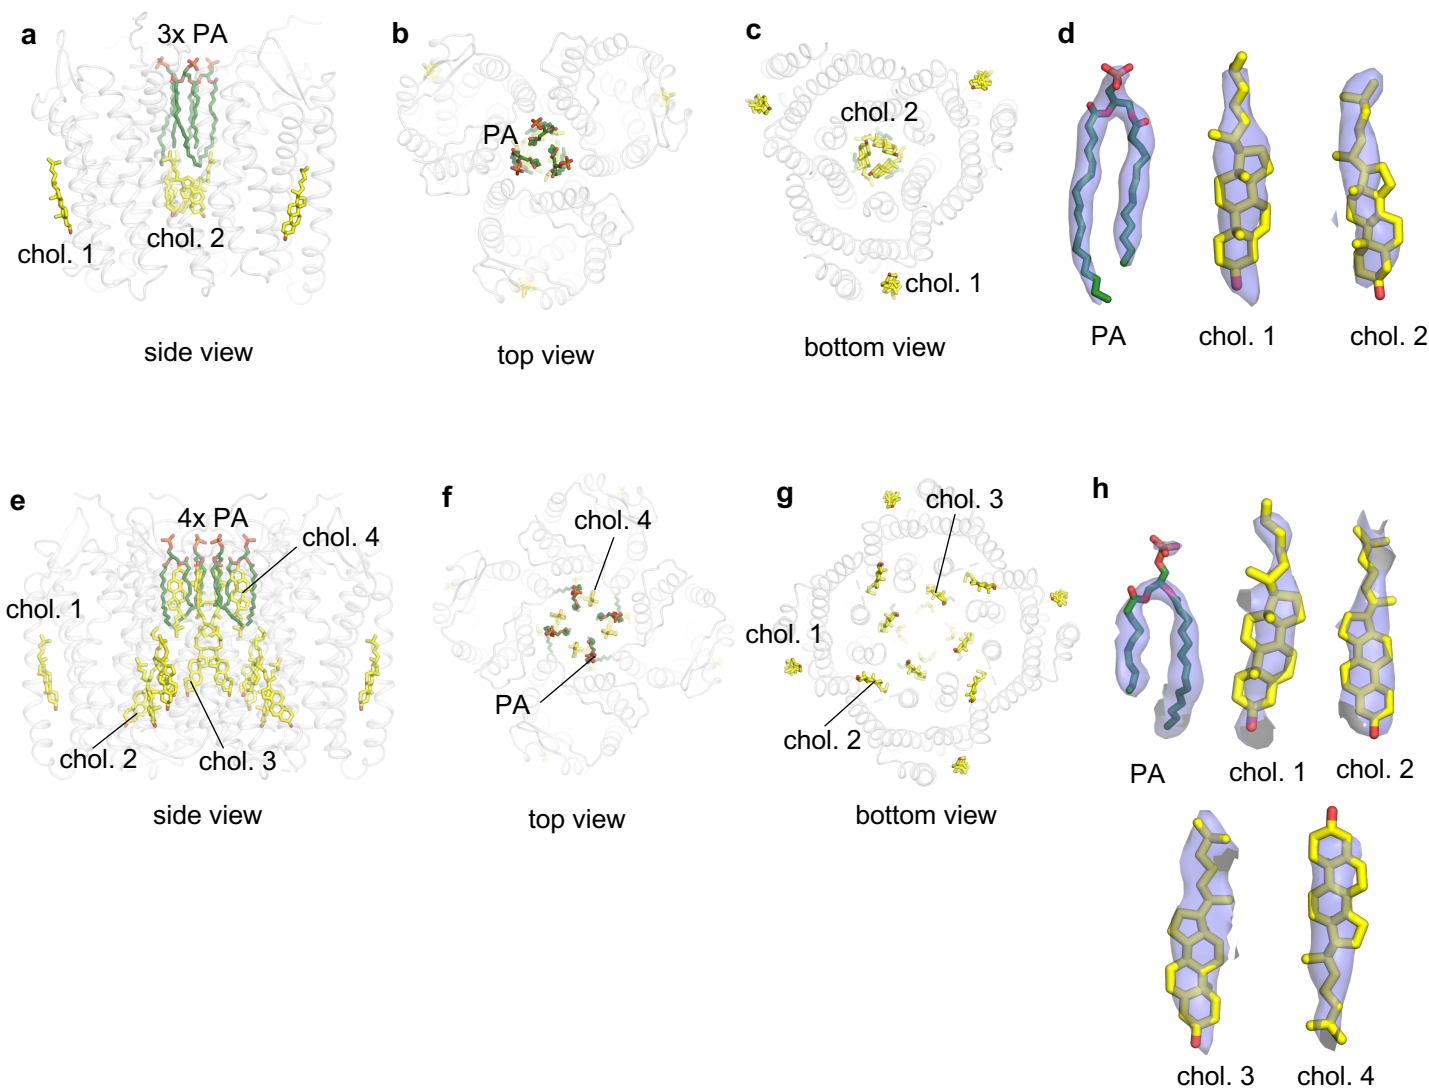 a
3x PA
chol. 1
chol. 2
side view
b
PA
top view
c
chol. 2
chol. 1
bottom view
d
PA
chol. 1
chol. 2
e
4x PA
chol. 4
chol. 1
chol. 2
chol. 3
side view
f
chol. 4
PA
top view
g
chol. 3
chol. 1
chol. 2
bottom view
h
PA
chol. 1
chol. 2
chol. 3
chol. 4